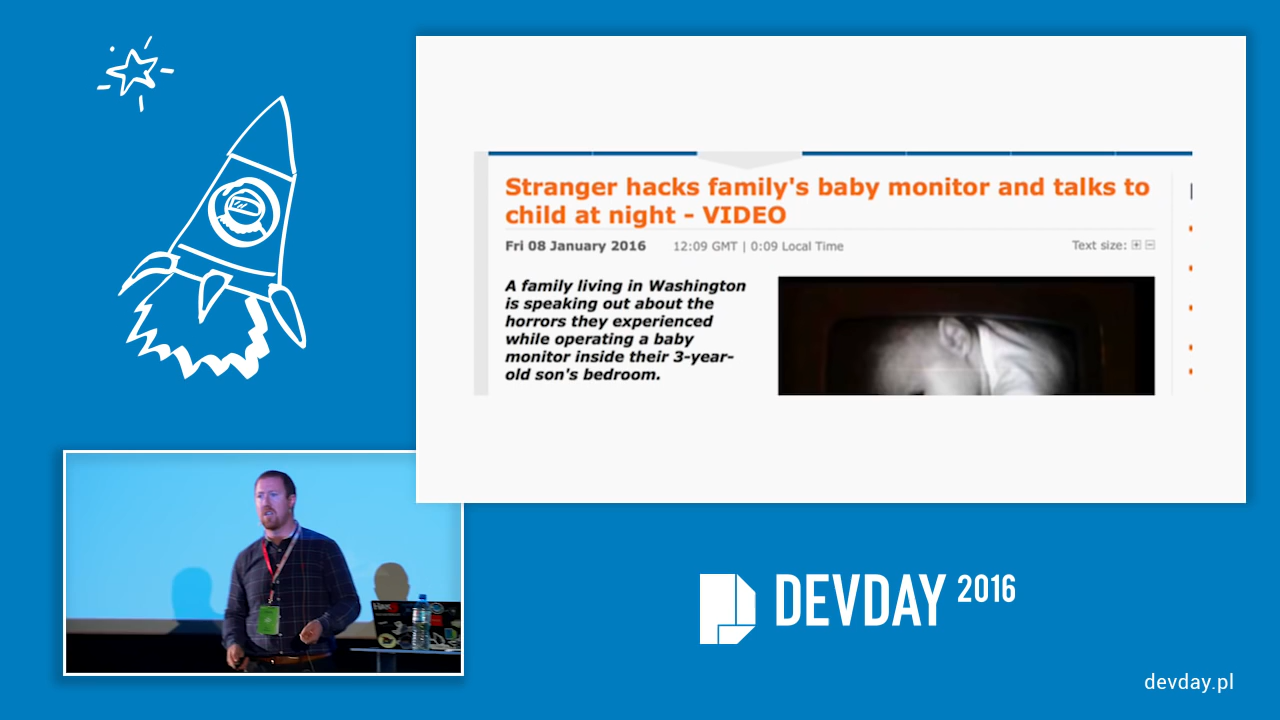 Stranger hacks family's baby monitor and talks to
child at night - VIDEO
Fri 08 January 2016 12:09 GMT | 0:09 Local Time
Text size:
A family living in Washington
is speaking out about the
horrors they experienced
while operating a baby
monitor inside their 3-year-
old son's bedroom.
DEVDAY 2016
devday.pl